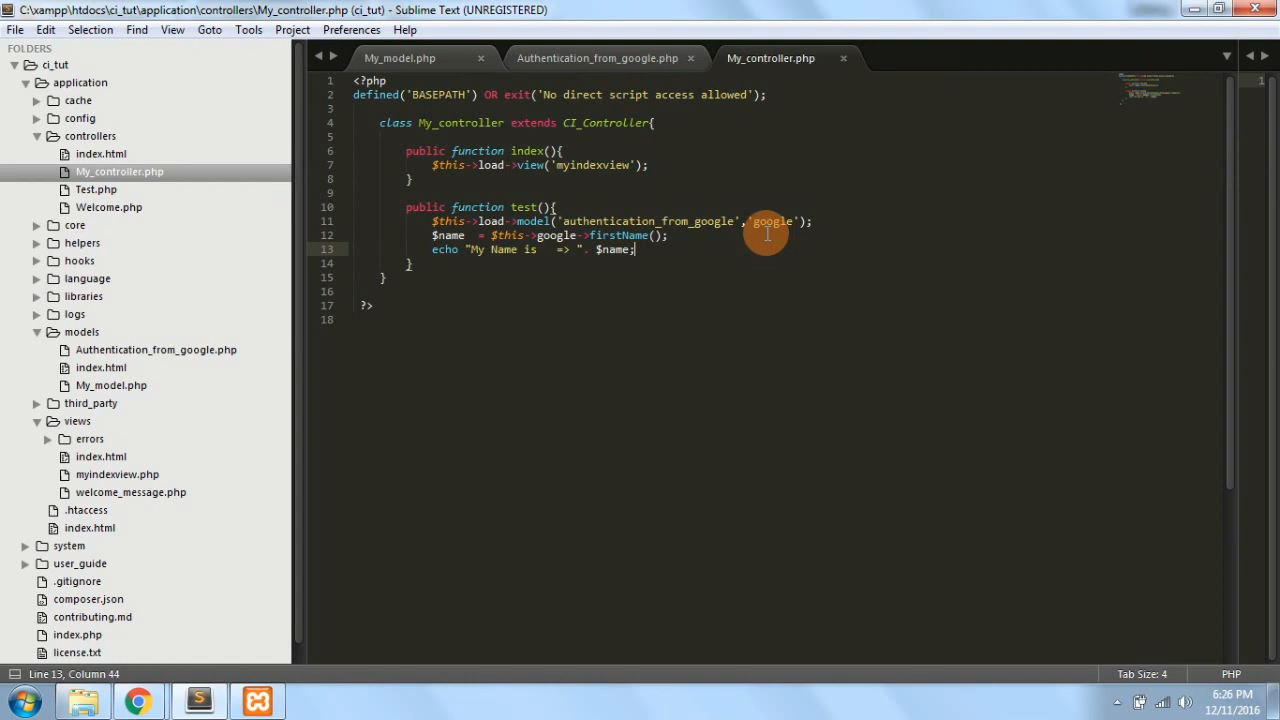 C:\xampp\htdocs\ci_tut\application\controllers\My_controller.php (ci_tut) - Sublime Text (UNREGISTERED)
File Edit Selection Find View Goto Tools Project Preferences Help
FOLDERS
ci_tut
application
cache
config
controllers
index.html
My_controller.php
Test.php
Welcome.php
core
helpers
hooks
language
libraries
logs
models
Authentication_from_google.php
index.html
My_model.php
third_party
views
errors
index.html
myindexview.php
welcome_message.php
.htaccess
index.html
system
user_guide
.gitignore
composer.json
contributing.md
index.php
license.txt
My_model.php Authentication_from_google.php My_controller.php
1 <?php
2 defined('BASEPATH') OR exit('No direct script access allowed');
3
4 class My_controller extends CI_Controller{
5
6 public function index(){
7 $this->load->view('myindexview');
8 }
9
10 public function test(){
11 $this->load->model('authentication_from_google','google');
12 $name  = $this->google->firstName();
13 echo "My Name is   => ". $name;
14 }
15 }
16
17 ?>
18
1
Line 13, Column 44 Tab Size: 4 PHP
6:26 PM
12/11/2016